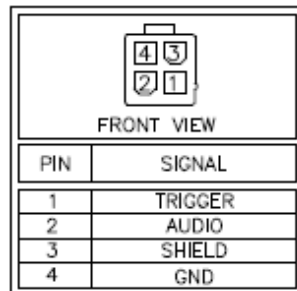 4 3
2 1
FRONT VIEW
PIN SIGNAL
1 TRIGGER
2 AUDIO
3 SHIELD
4 GND